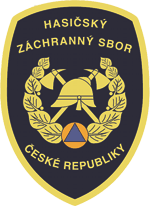 HASIČSKÝ
ZÁCHRANNÝ SBOR
ČESKÉ REPUBLIKY